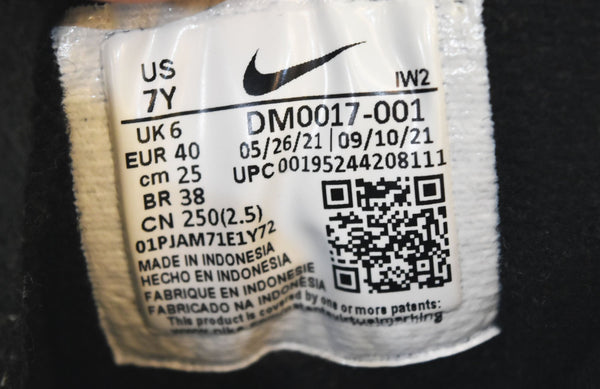 US
7Y
IW2
UK 6
EUR 40
cm 25
BR 38
CN 250(2.5)
DM0017-001
05/26/21 | 09/10/21
UPC 00195244208111
01PJAM71E1Y72
MADE IN INDONESIA
HECHO EN INDONESIA
FABRIQUE EN INDONESIE
FABRICADO NA INDONÉSIA
This product is covered by one or more patents: